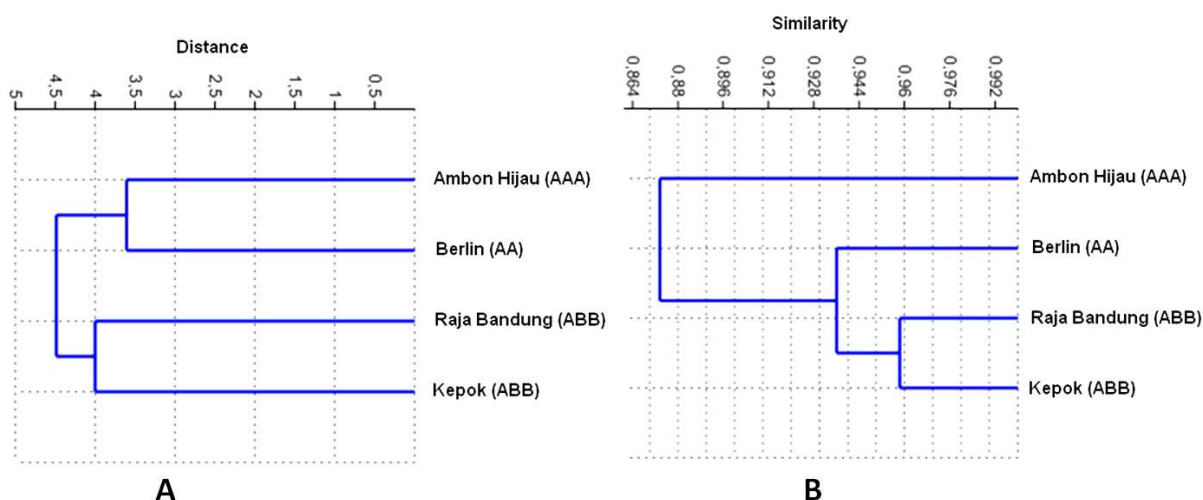 Distance
5
4,5
4
3,5
3
2,5
2
1,5
1
0,5
Ambon Hijau (AAA)
Berlin (AA)
Raja Bandung (ABB)
Kepok (ABB)
A
Similarity
0,864
0,88
0,896
0,912
0,928
0,944
0,96
0,976
0,992
Ambon Hijau (AAA)
Berlin (AA)
Raja Bandung (ABB)
Kepok (ABB)
B